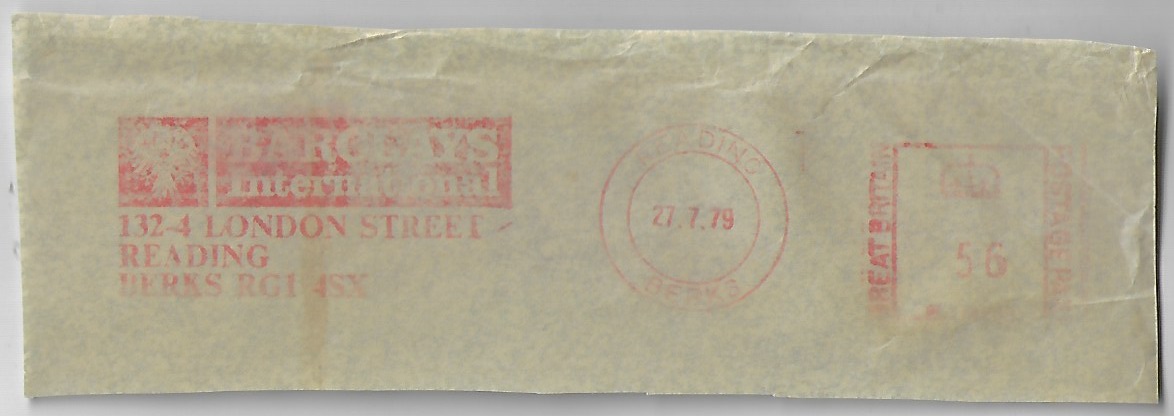 BARCLAYS
International
132-4 LONDON STREET
READING
BERKS RG1 4SX
READING
27.7.79
BERKS
GREAT BRITAIN
56
POSTAGE PAID